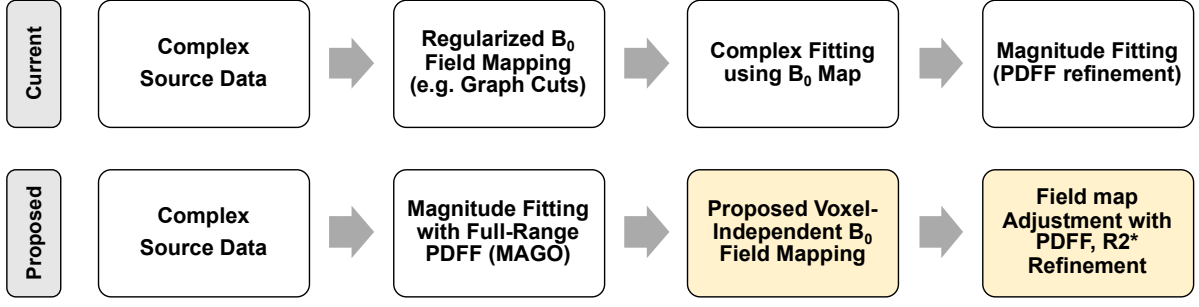 Current
Complex
Source Data
Regularized B₀
Field Mapping
(e.g. Graph Cuts)
Complex Fitting
using B₀ Map
Magnitude Fitting
(PDFF refinement)
Proposed
Complex
Source Data
Magnitude Fitting
with Full-Range
PDFF (MAGO)
Proposed Voxel-
Independent B₀
Field Mapping
Field map
Adjustment with
PDFF, R2*
Refinement